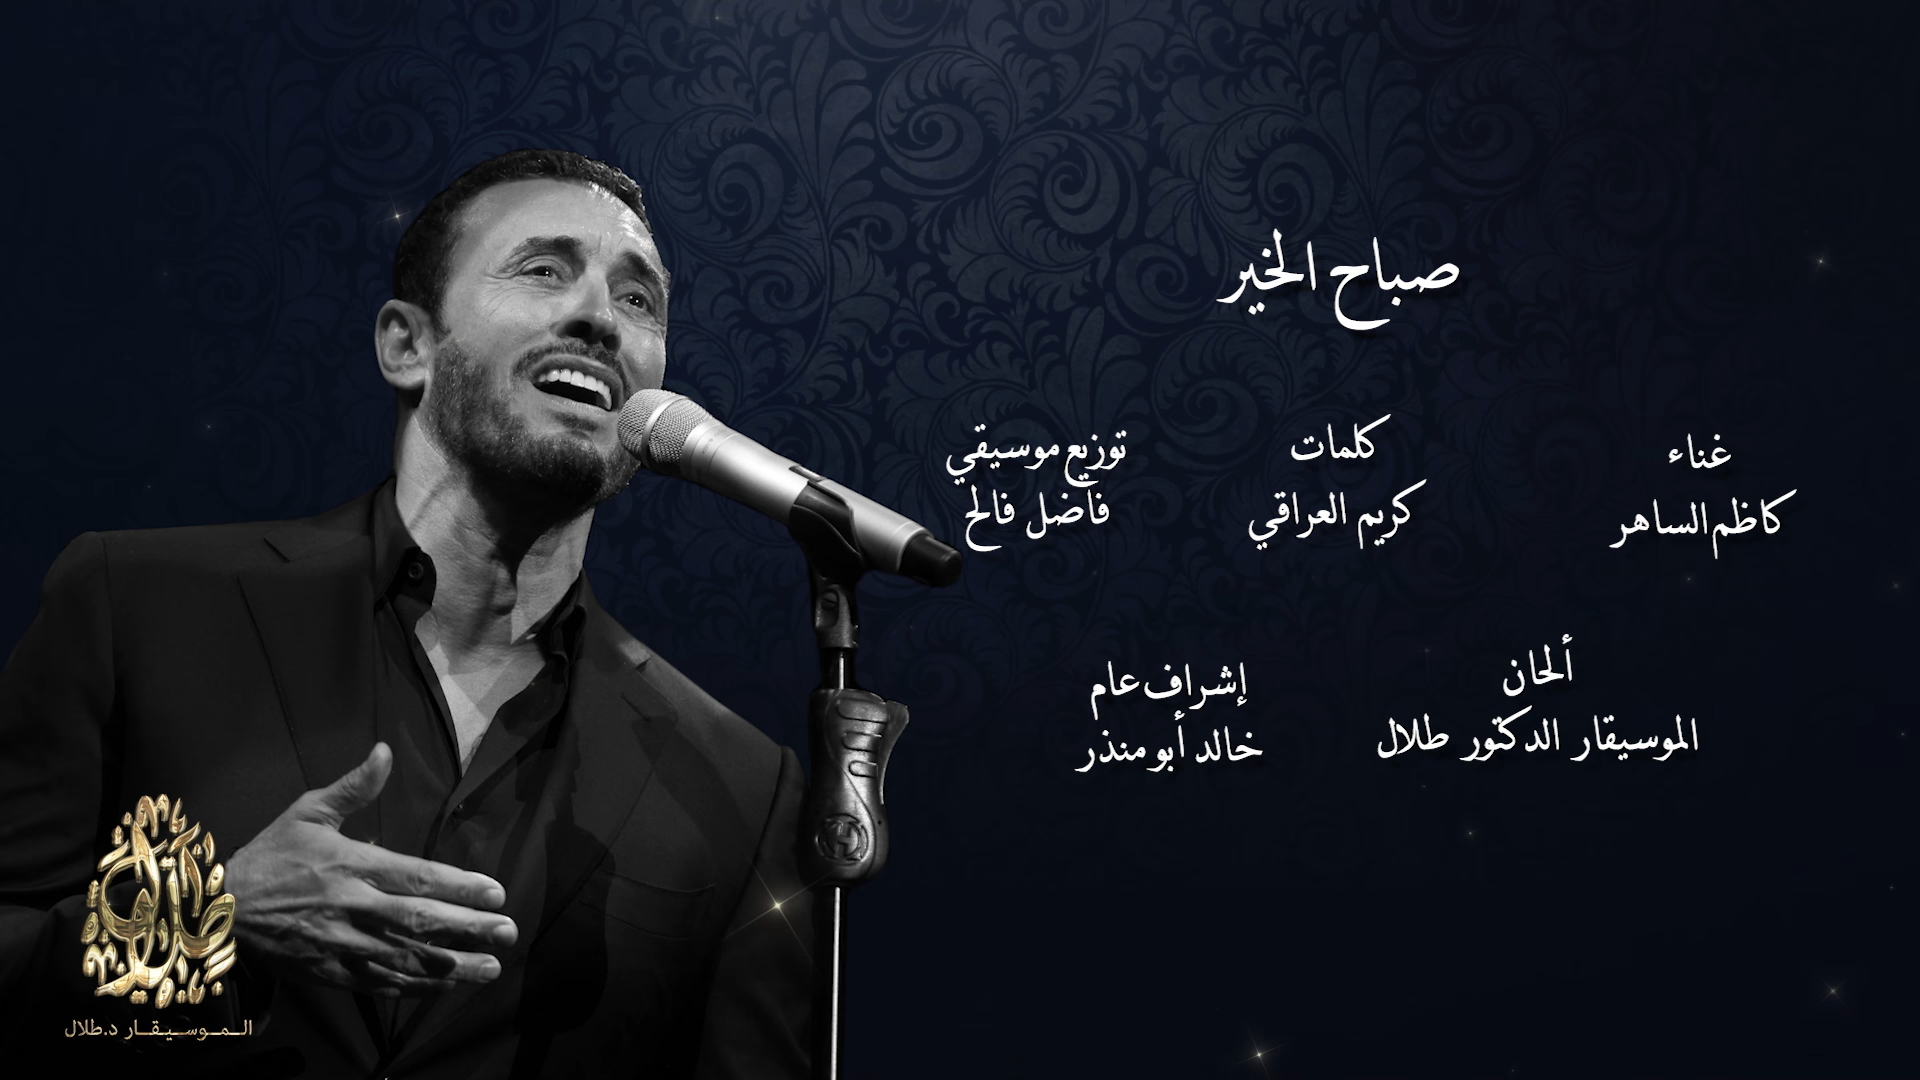 صباح الخير
غناء
كاظم الساهر
كلمات
كريم العراقي
توزيع موسيقي
فاضل فالح
ألحان
الموسيقار الدكتور طلال
إشراف عام
خالد أبو منذر
الموسيقار د.طلال